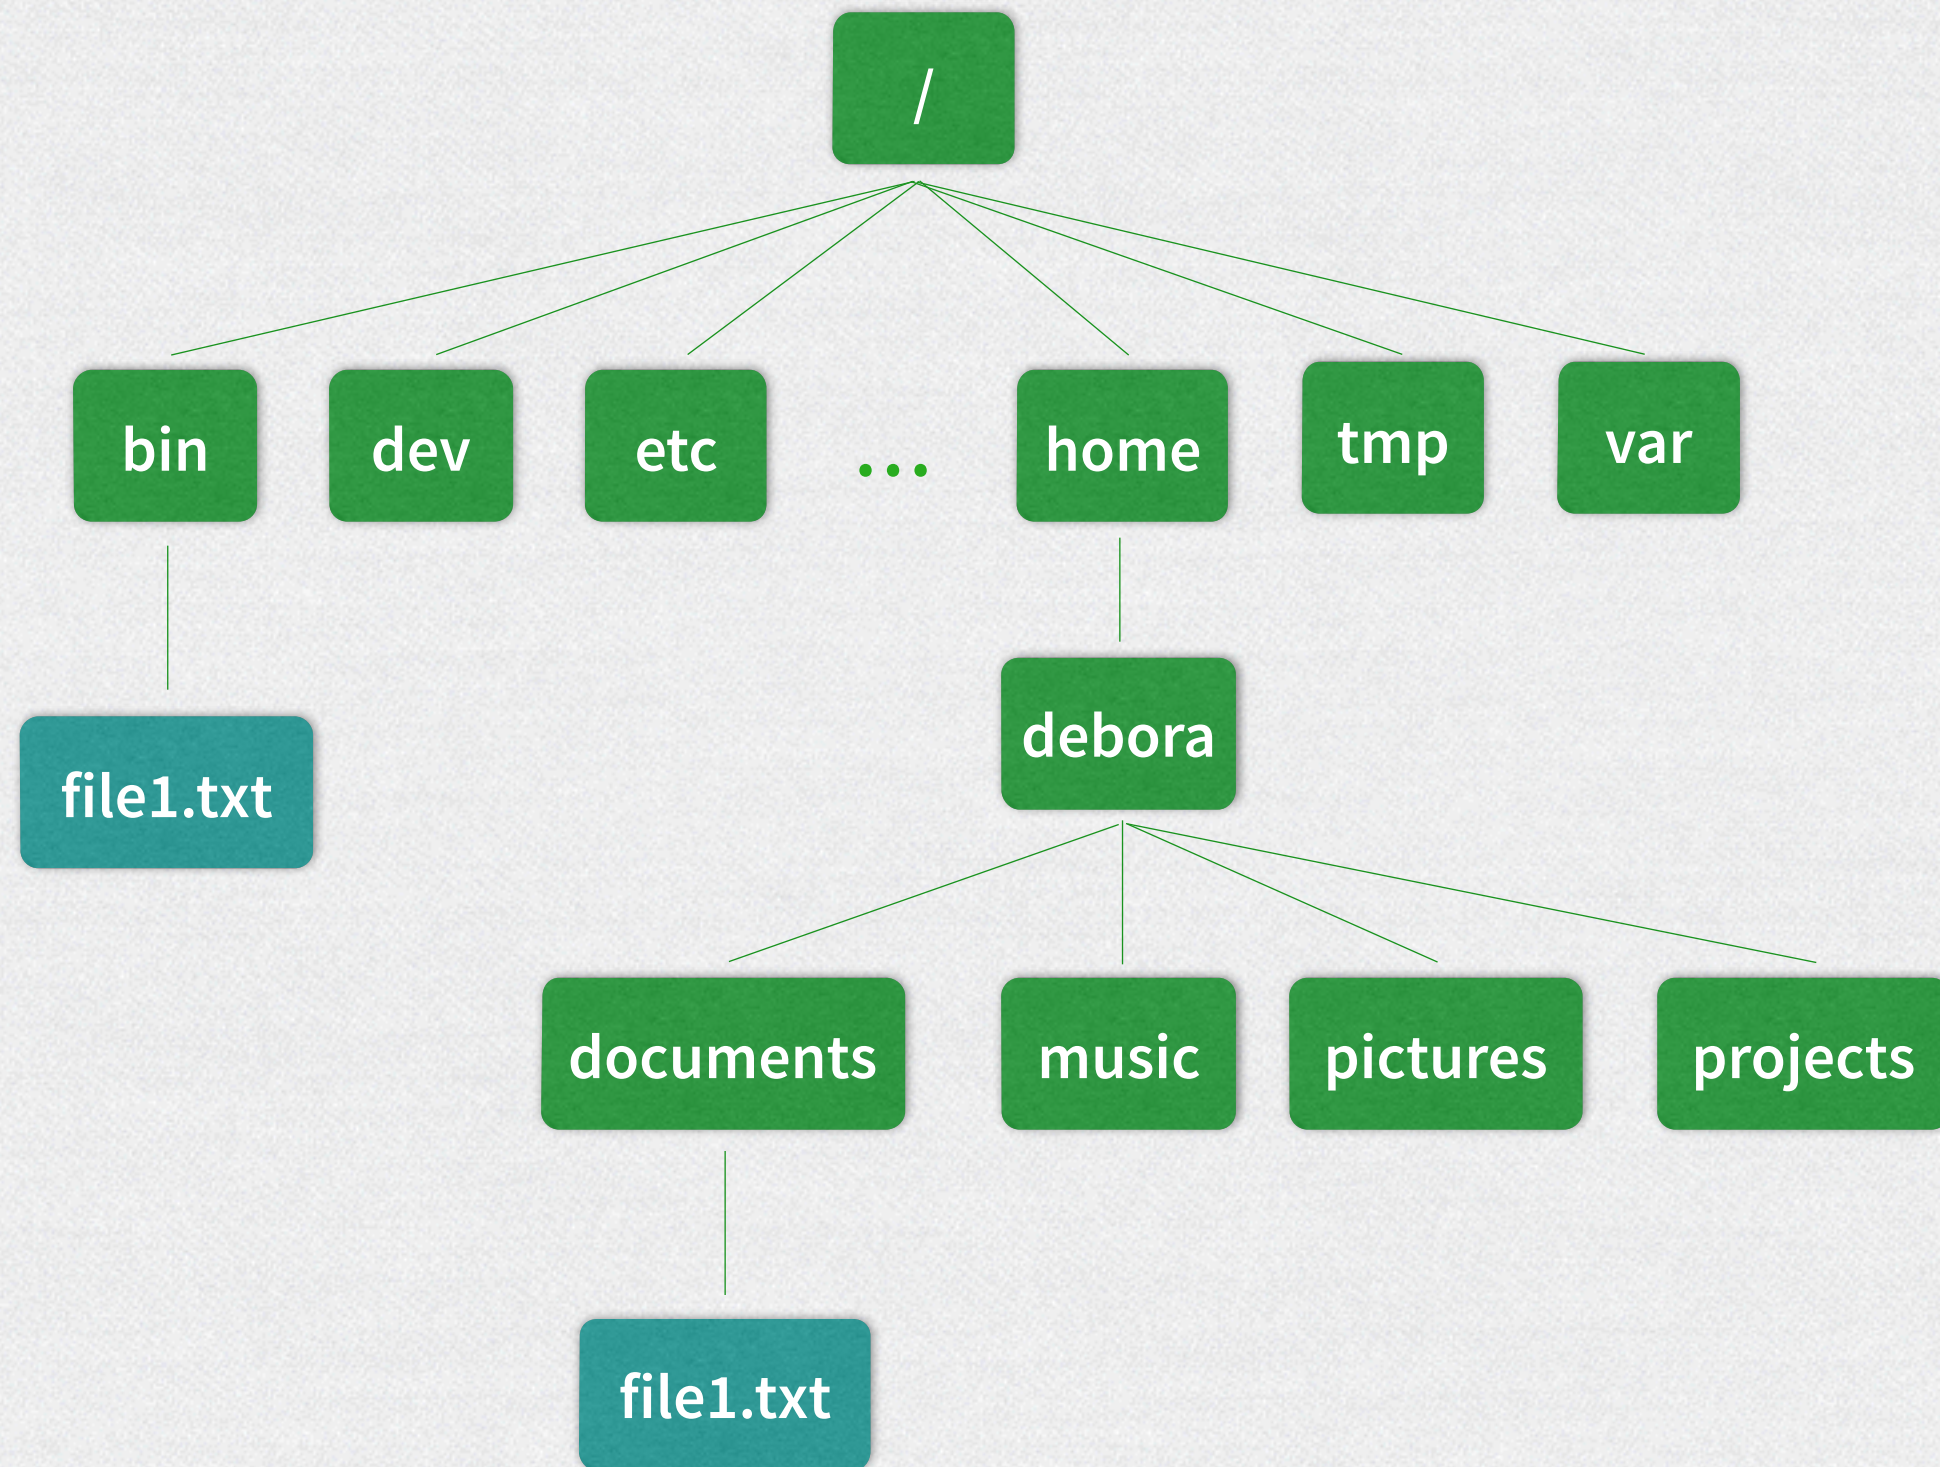 /
bin dev etc ... home tmp var
debora
file1.txt
documents music pictures projects
file1.txt